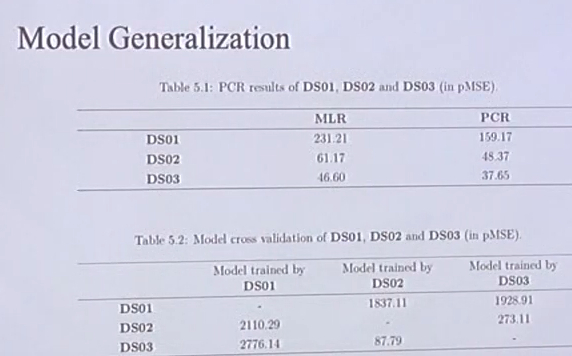 Model Generalization
Table 5.1: PCR results of DS01, DS02 and DS03 (in pMSE).
MLR PCR
DS01 231.21 159.17
DS02 61.17 48.37
DS03 46.60 37.65
Table 5.2: Model cross validation of DS01, DS02 and DS03 (in pMSE).
Model trained by Model trained by Model trained by
DS01 DS02 DS03
DS01 - 1837.11 1928.91
DS02 2110.29 - 273.11
DS03 2776.14 87.79 -